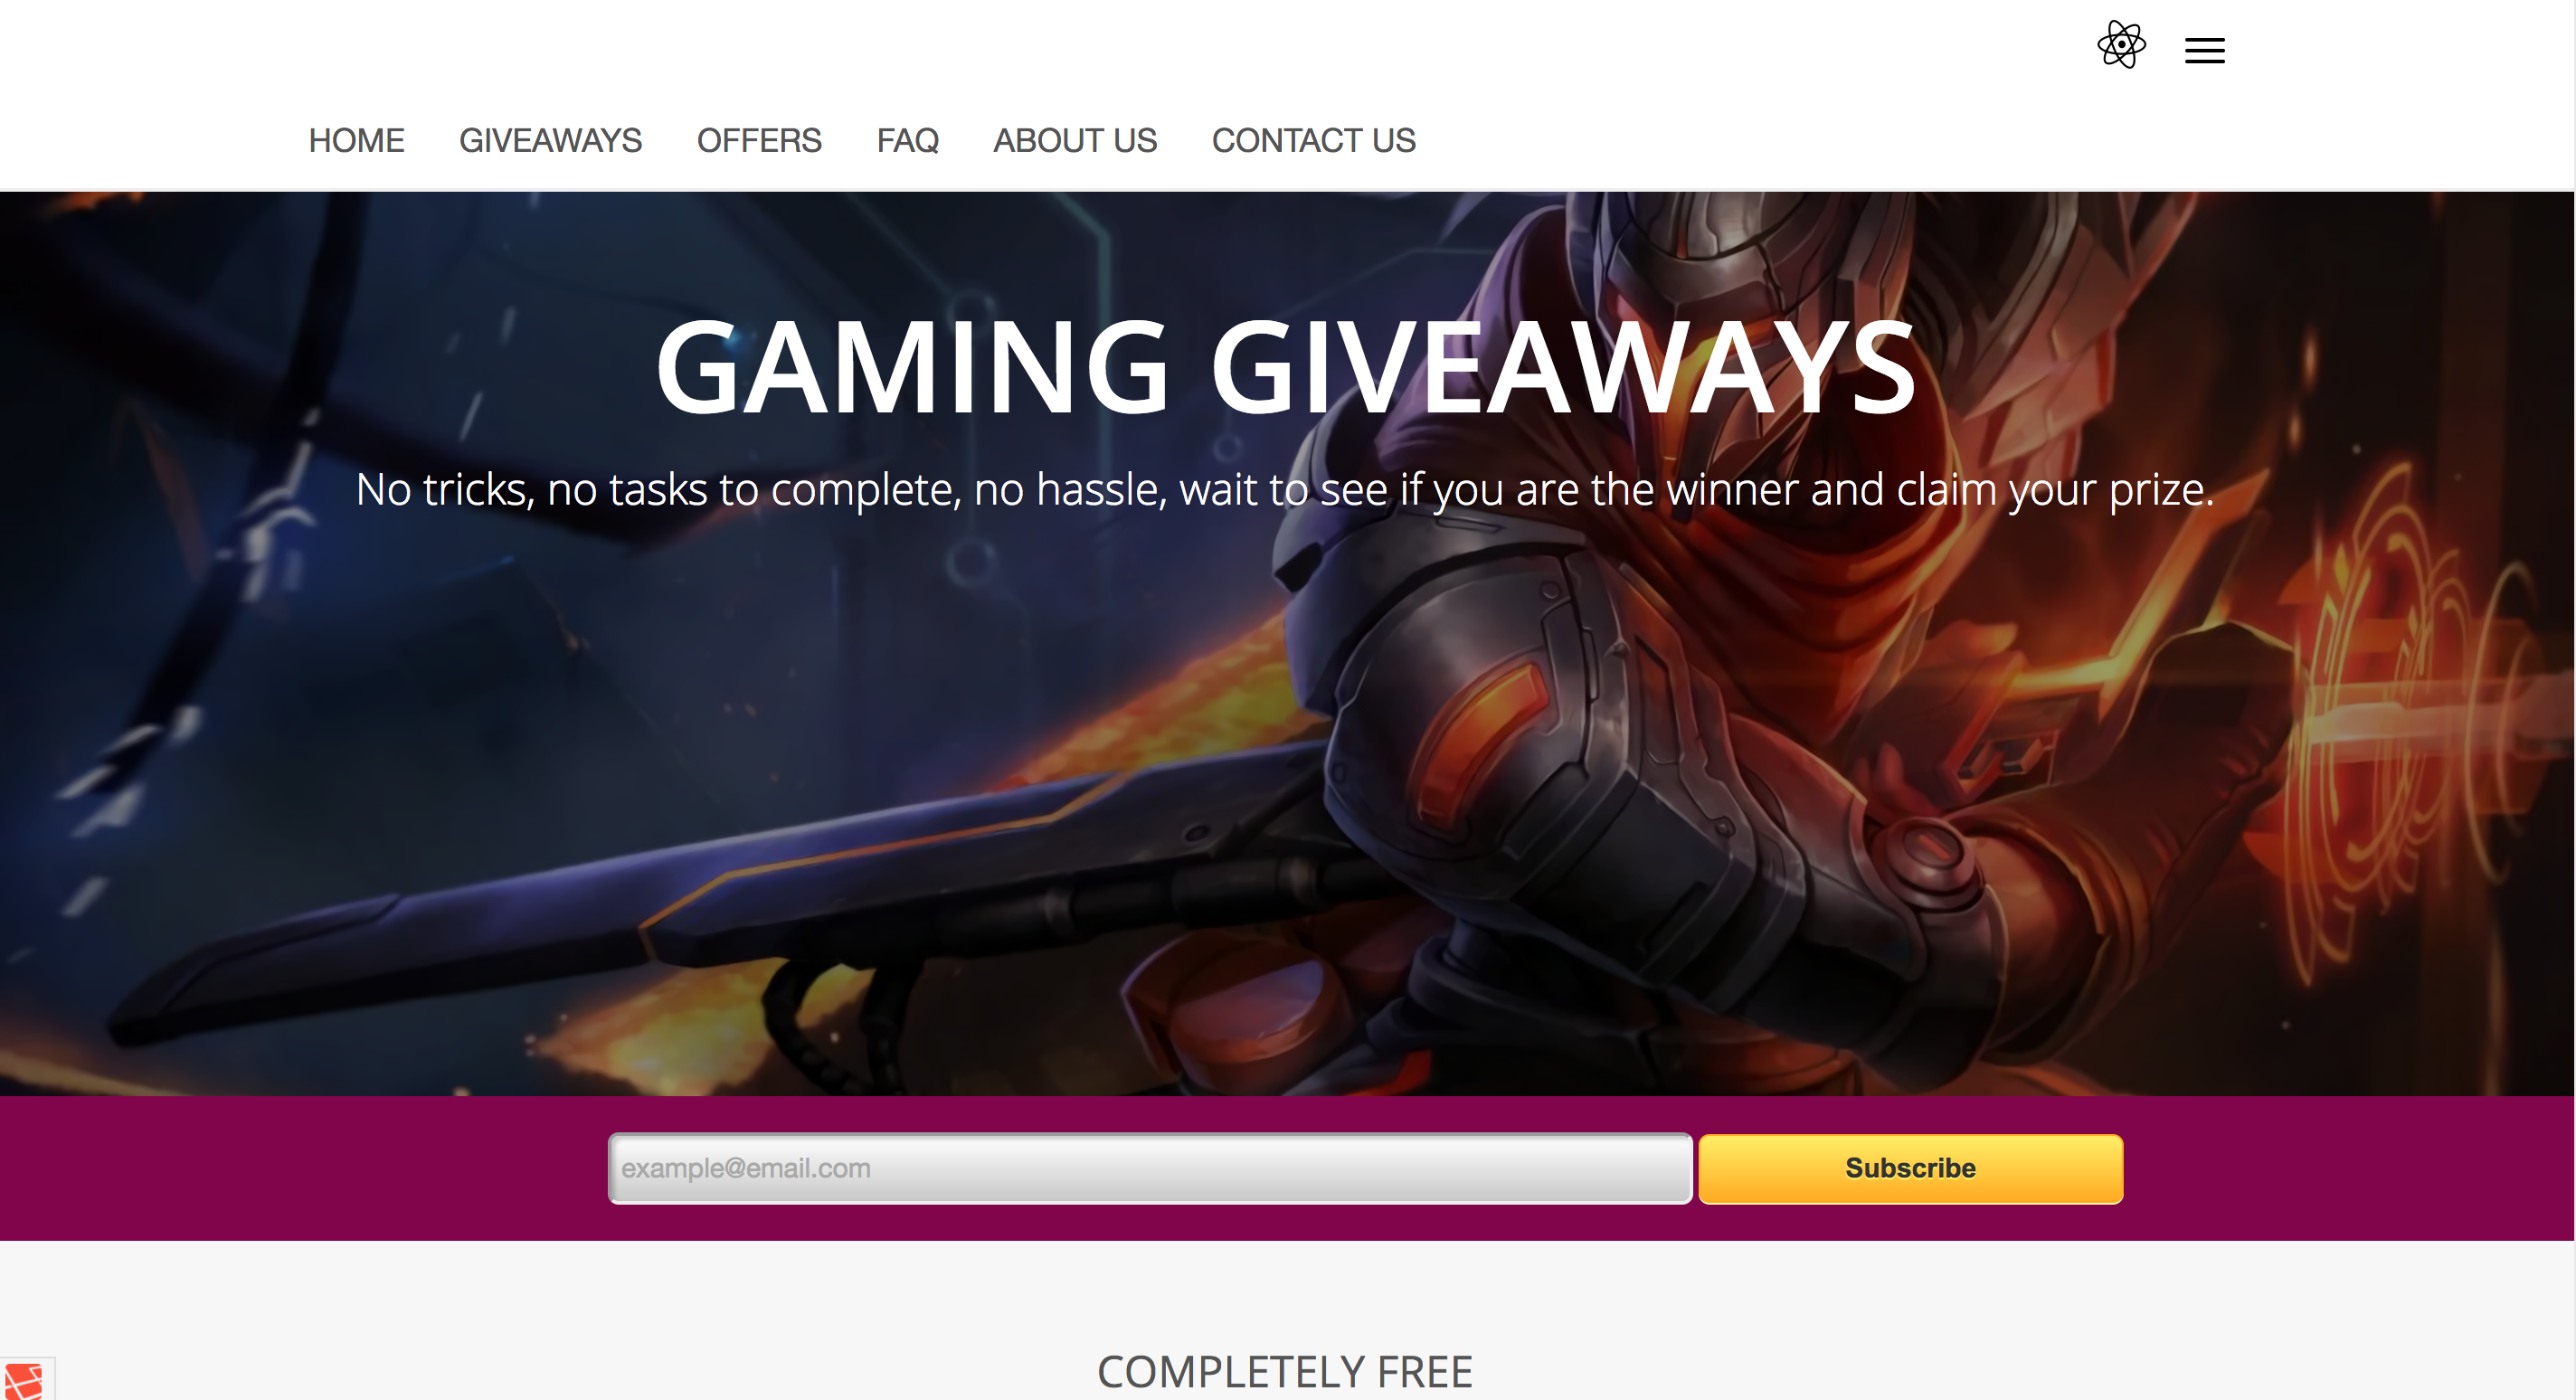 HOME GIVEAWAYS OFFERS FAQ ABOUT US CONTACT US
GAMING GIVEAWAYS
No tricks, no tasks to complete, no hassle, wait to see if you are the winner and claim your prize.
example@email.com Subscribe
COMPLETELY FREE